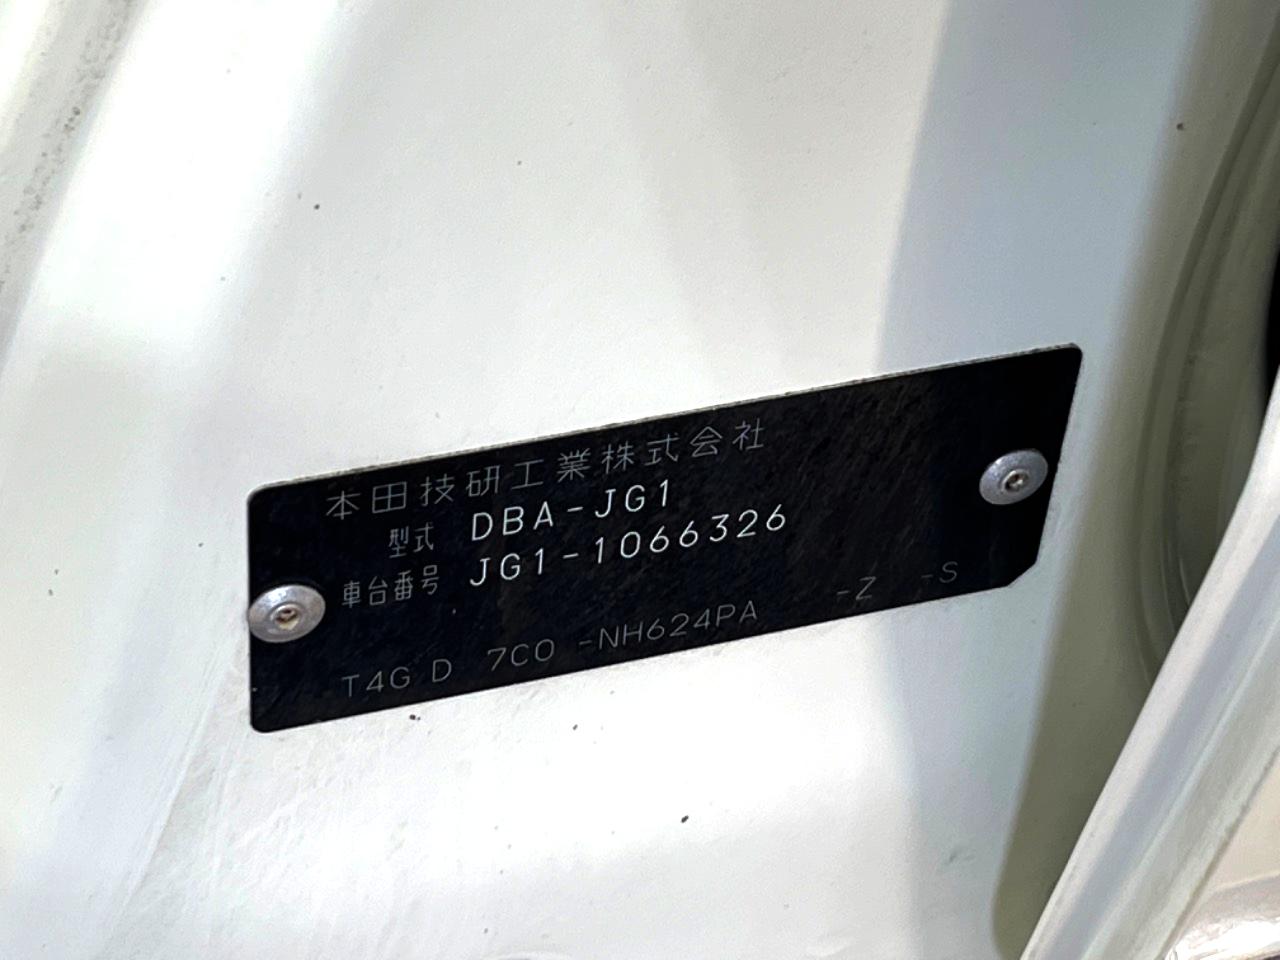 本田技研工業株式会社
型式 DBA-JG1
車台番号 JG1-1066326
T4G D 7C0 -NH624PA -Z -S